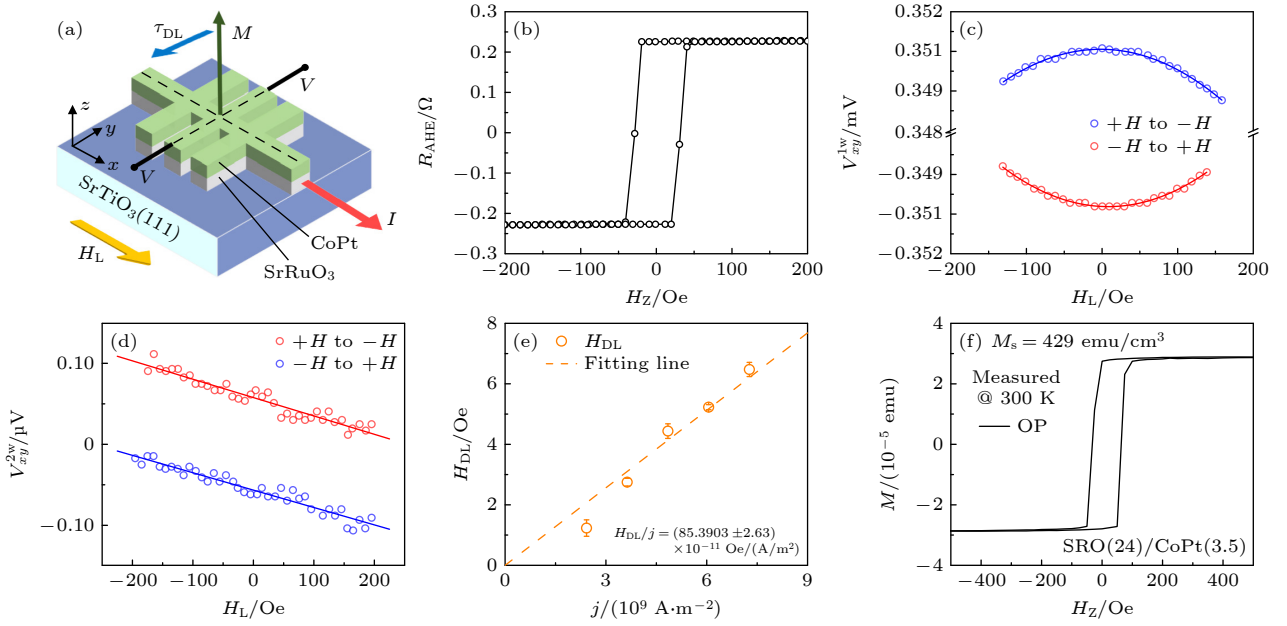 (a)
τDL
M
V
z
y
x
V
SrTiO₃(111)
I
CoPt
SrRuO₃
HL
(b)
0.3
0.2
0.1
0
−0.1
−0.2
−0.3
RAHE/Ω
−200
−100
0
100
200
HZ/Oe
(c)
0.352
0.351
0.349
0.348
−0.349
−0.351
−0.352
V1w xy/mV
+H to −H
−H to +H
−200
−100
0
100
200
HL/Oe
(d)
+H to −H
−H to +H
0.10
0
−0.10
V2w xy/µV
−200
−100
0
100
200
HL/Oe
(e)
HDL
Fitting line
8
6
4
2
0
HDL/Oe
HDL/j = (85.3903 ±2.63)
×10⁻¹¹ Oe/(A/m²)
0
3
6
9
j/(10⁹ A·m⁻²)
(f)
Ms = 429 emu/cm³
Measured
@ 300 K
OP
4
2
0
−2
−4
M/(10⁻⁵ emu)
SRO(24)/CoPt(3.5)
−400
−200
0
200
400
HZ/Oe